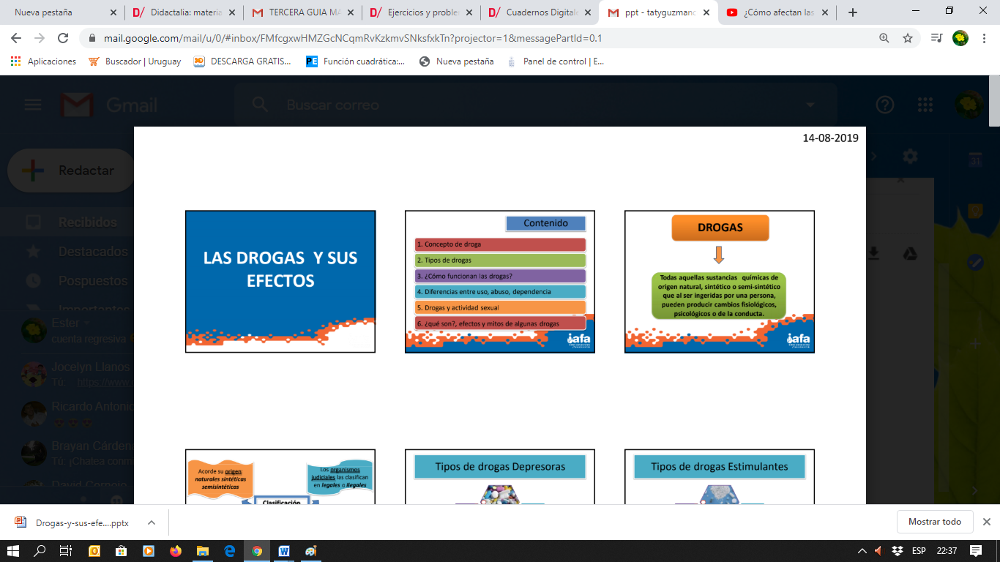 Nueva pestaña
Didactalia: materia
TERCERA GUIA MA
Ejercicios y proble
Cuadernos Digitale
ppt - tatyguzmano
¿Cómo afectan las
mail.google.com/mail/u/0/#inbox/FMfcgxwHMZGcNCqmRvKzkmvSNksfxkTn?projector=1&messagePartId=0.1
Aplicaciones
Buscador | Uruguay
DESCARGA GRATIS...
Función cuadrática:...
Nueva pestaña
Panel de control | E...
Gmail
Buscar correo
Redactar
Recibidos
Destacados
Pospuestos
Importantes
Ester
cuenta regresiva
Jocelyn Llanos
Tú: https://www.
Ricardo Antonio
Brayan Cárdena
Tú: ¡Chatea conm
David Cornejo
31
14-08-2019
LAS DROGAS Y SUS
EFECTOS
Contenido
1. Concepto de droga
2. Tipos de drogas
3. ¿Cómo funcionan las drogas?
4. Diferencias entre uso, abuso, dependencia
5. Drogas y actividad sexual
6. ¿qué son?, efectos y mitos de algunas drogas
iafa
DROGAS
Todas aquellas sustancias químicas de
origen natural, sintético o semi-sintético
que al ser ingeridas por una persona,
pueden producir cambios fisiológicos,
psicológicos o de la conducta.
iafa
Acorde su origen:
naturales sintéticas
semisintéticas
Los organismos
judiciales las clasifican
en legales o ilegales
Clasificación
Tipos de drogas Depresoras
Tipos de drogas Estimulantes
Drogas-y-sus-efe....pptx
Mostrar todo
ESP
22:37